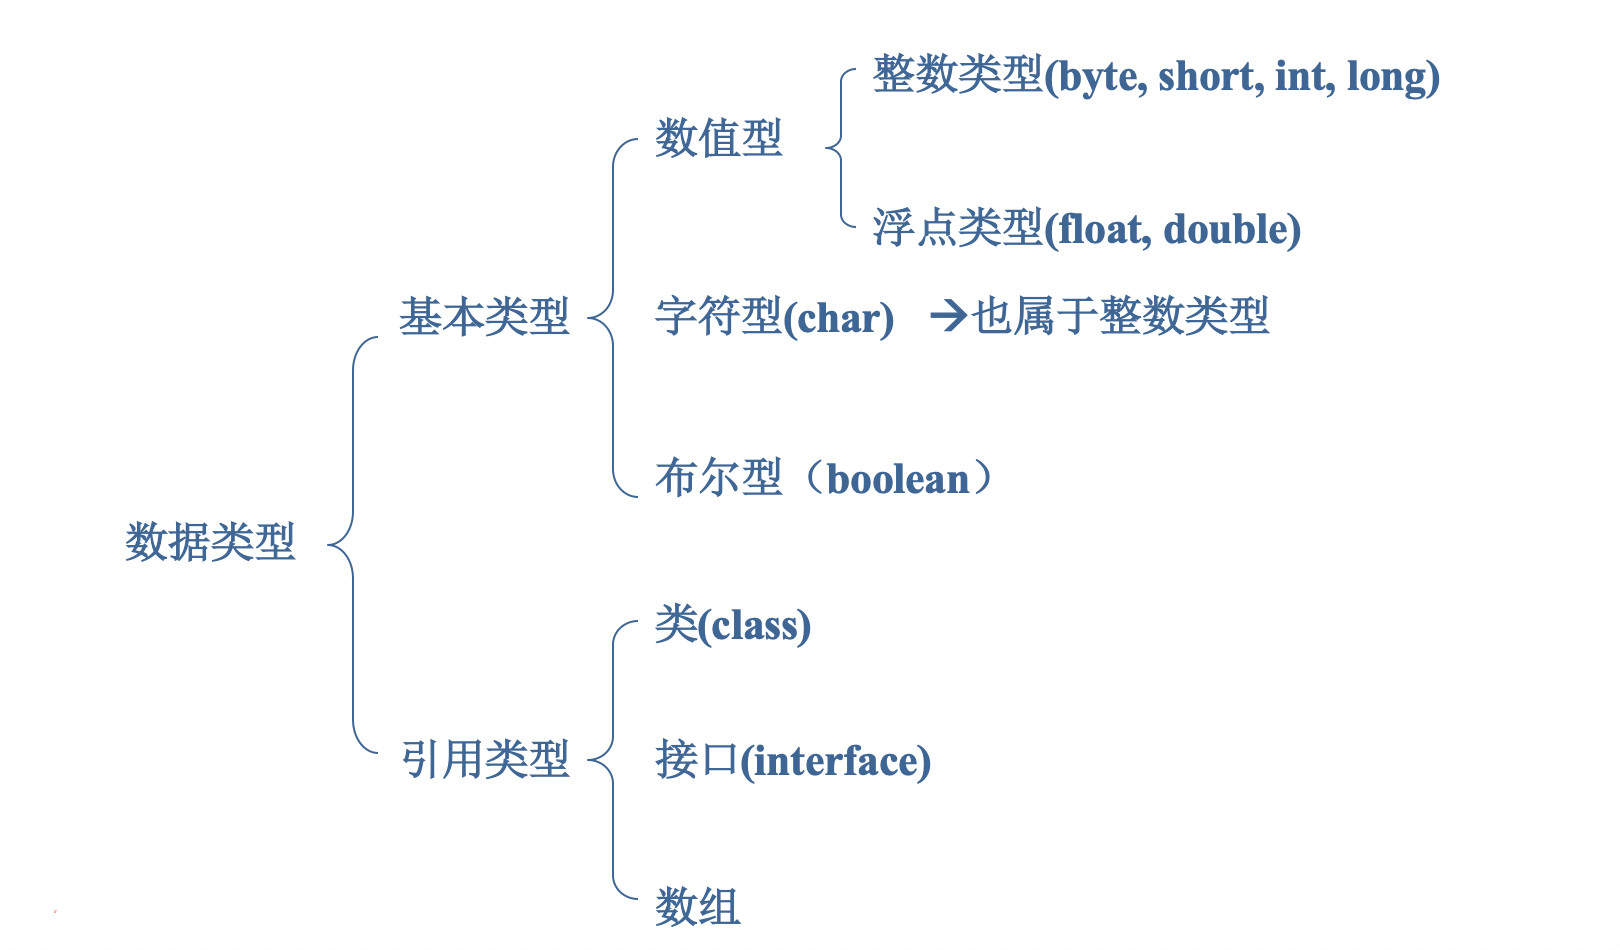 整数类型(byte, short, int, long)
数值型
浮点类型(float, double)
基本类型
字符型(char) →也属于整数类型
布尔型（boolean）
数据类型
类(class)
引用类型
接口(interface)
数组